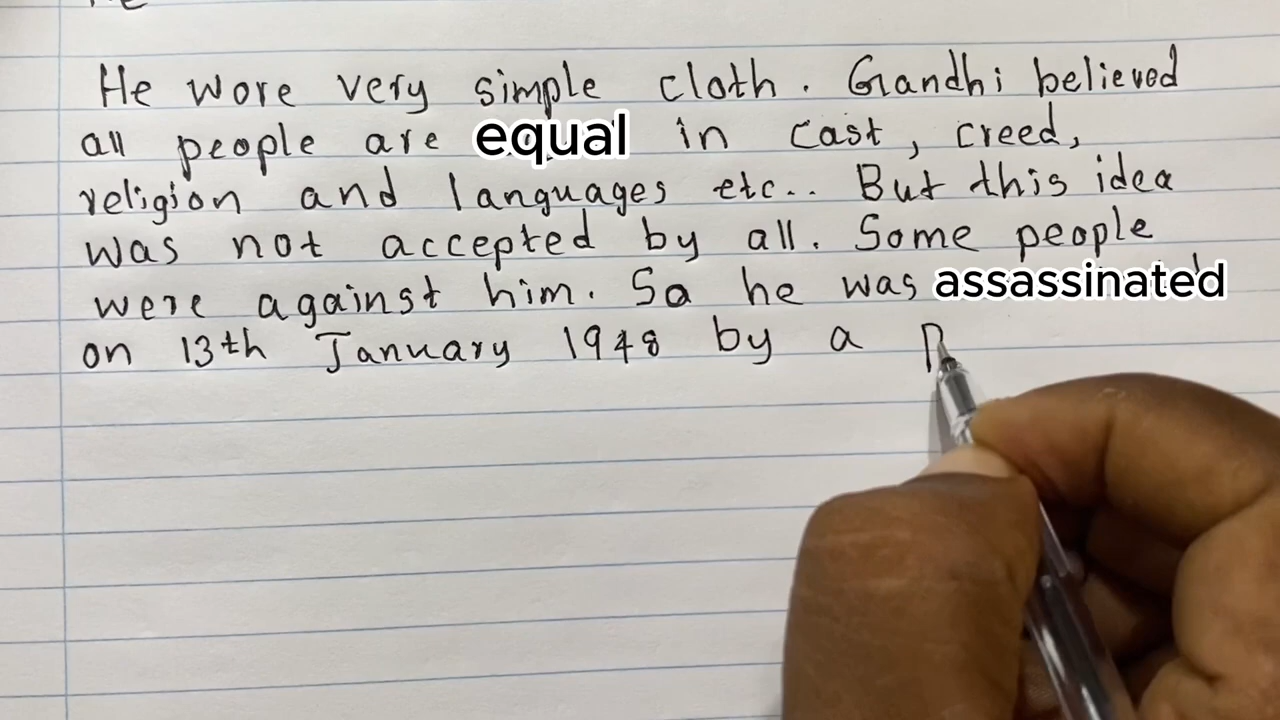 He wore very simple cloth. Gandhi believed
all people are equal in cast, creed,
religion and languages etc.. But this idea
was not accepted by all. Some people
were against him. So he was assassinated
on 13th January 1948 by a